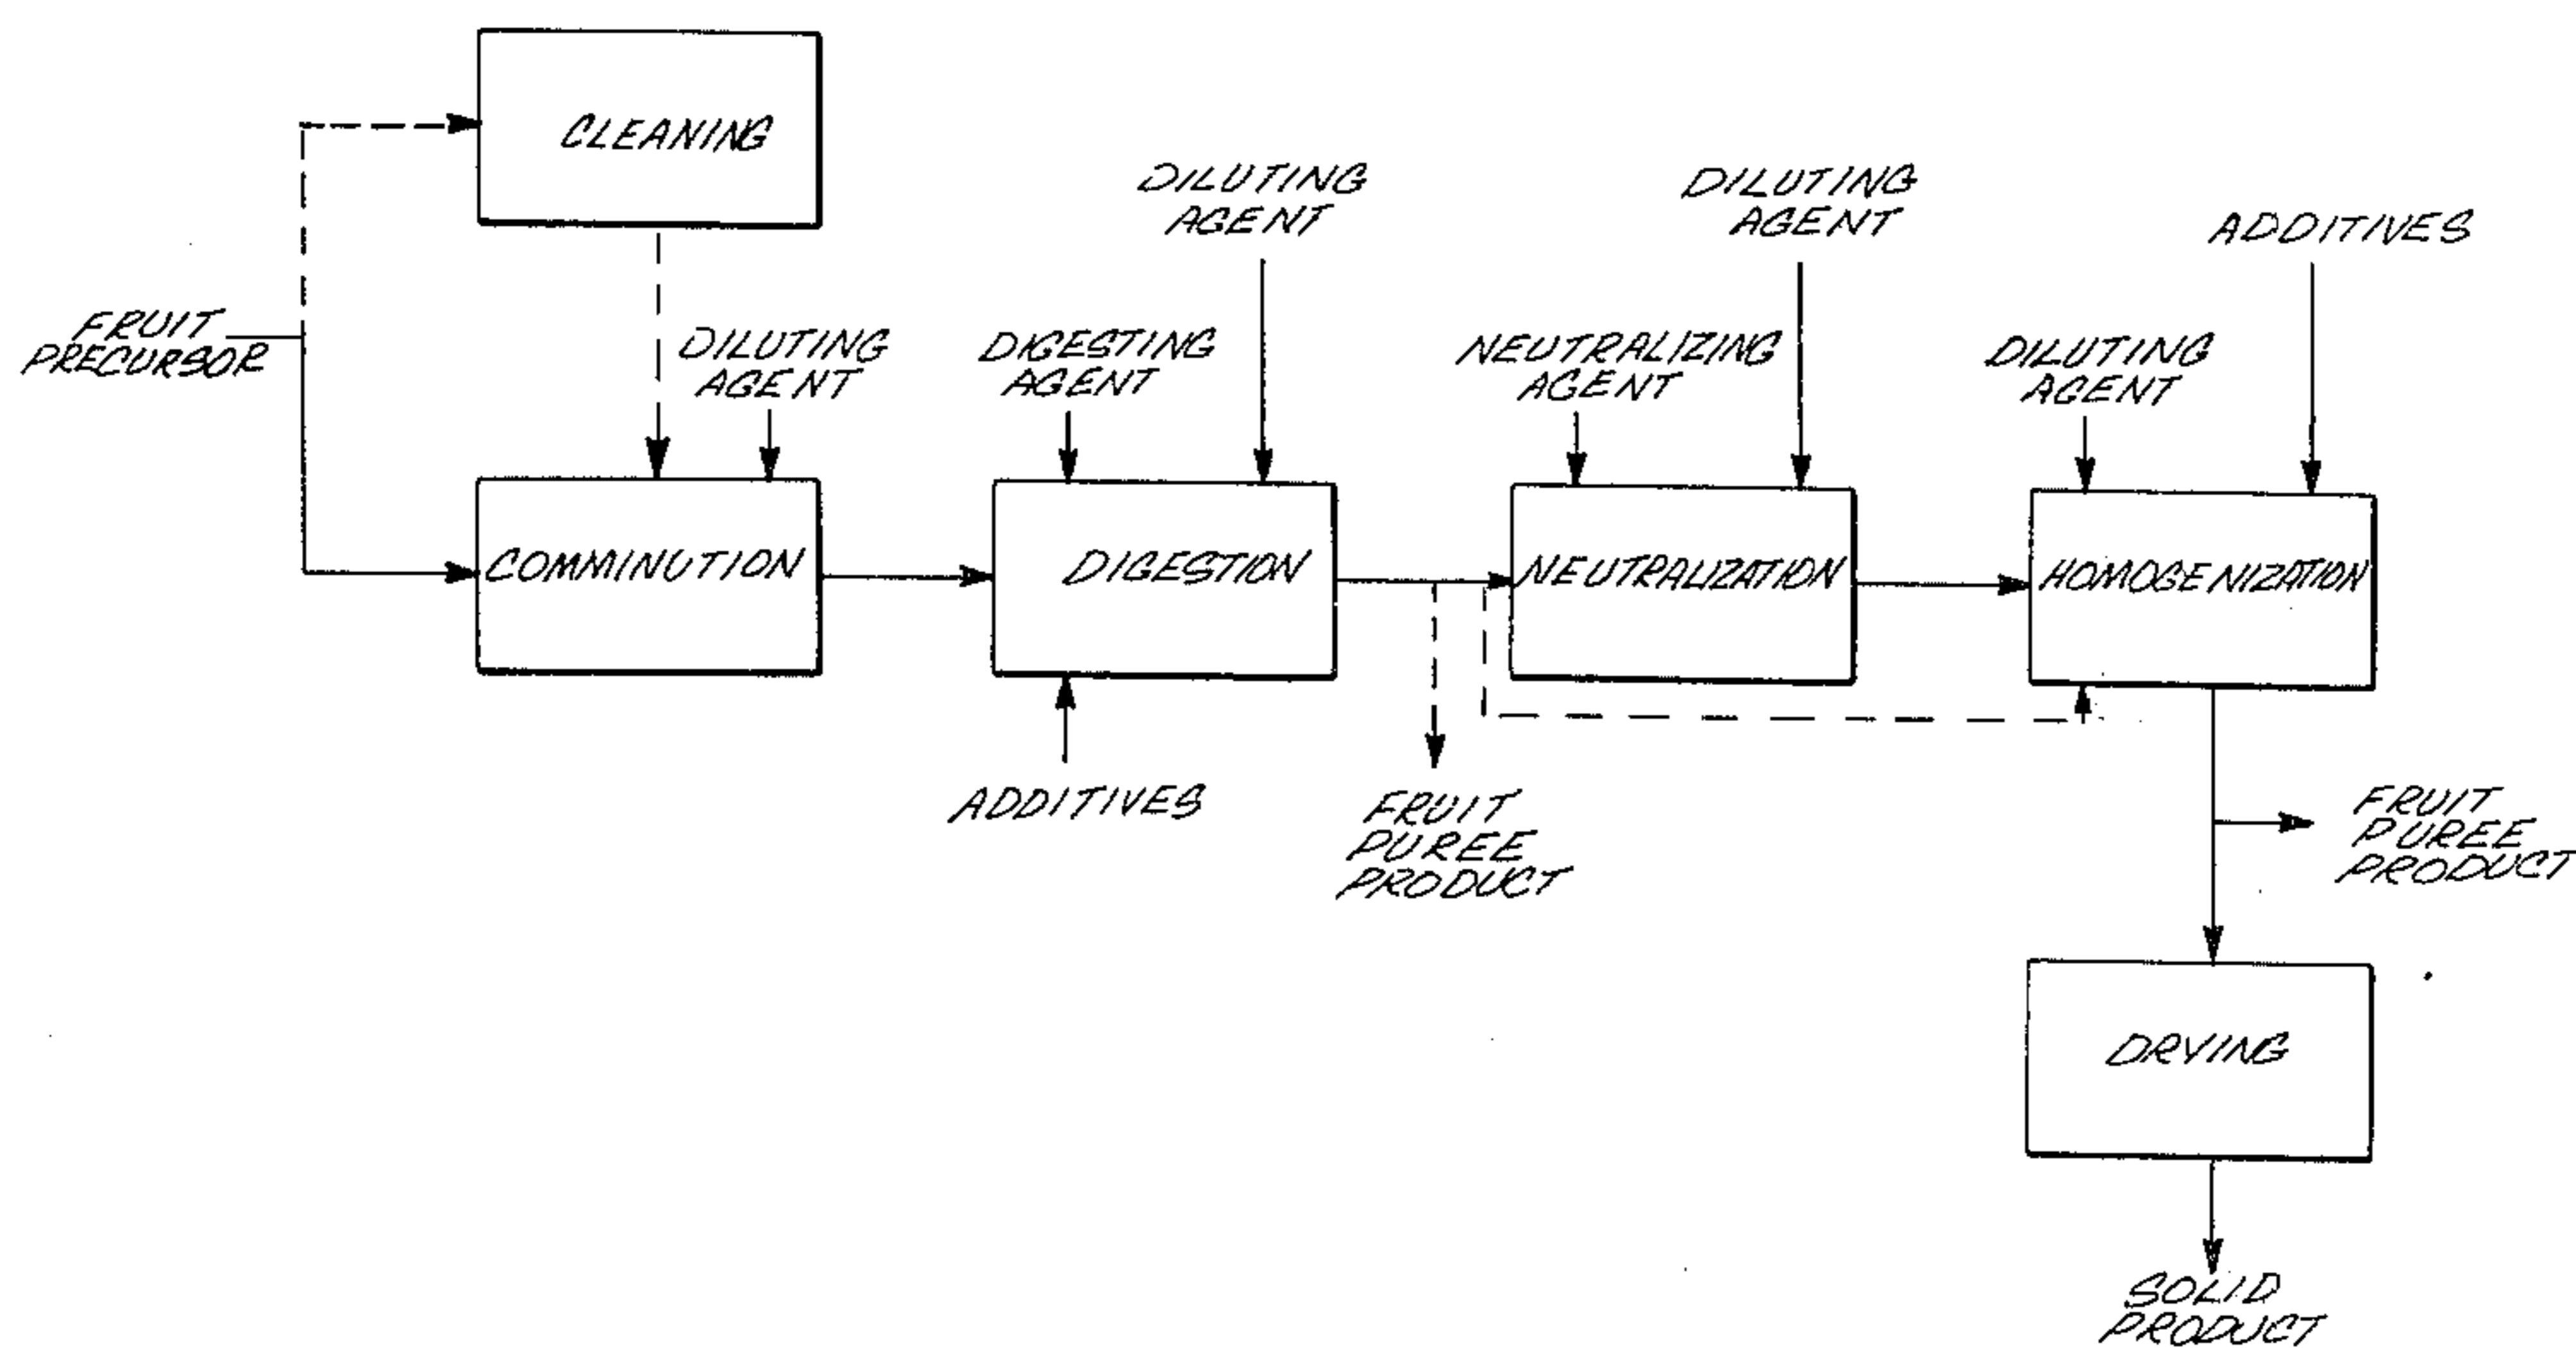 CLEANING
DILUTING
AGENT
DILUTING
AGENT
ADDITIVES
FRUIT
PRECURSOR
DILUTING
AGENT
DIGESTING
AGENT
NEUTRALIZING
AGENT
DILUTING
AGENT
COMMINUTION
DIGESTION
NEUTRALIZATION
HOMOGENIZATION
ADDITIVES
FRUIT
PUREE
PRODUCT
FRUIT
PUREE
PRODUCT
DRYING
SOLID
PRODUCT